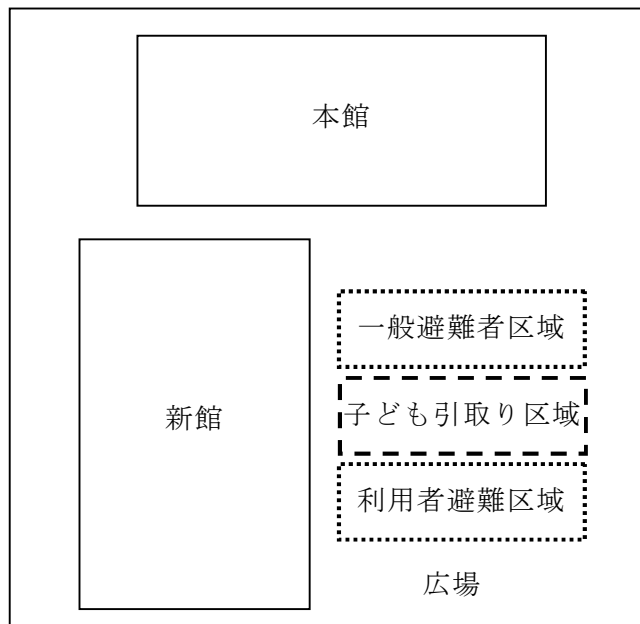 本館
一般避難者区域
新館
子ども引取り区域
利用者避難区域
広場